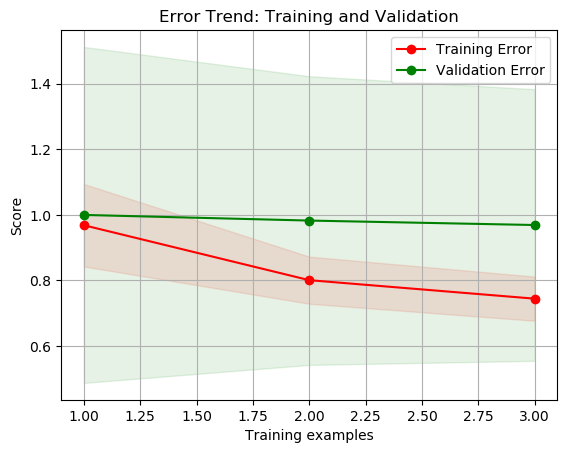 Error Trend: Training and Validation
Training Error
Validation Error
Score
1.4
1.2
1.0
0.8
0.6
1.00 1.25 1.50 1.75 2.00 2.25 2.50 2.75 3.00
Training examples